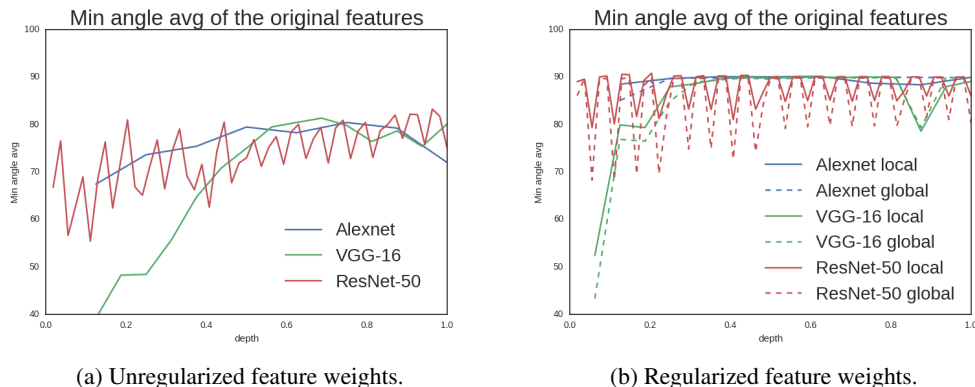 Min angle avg of the original features
100
90
80
70
60
50
40
Min angle avg
0.0 0.2 0.4 0.6 0.8 1.0
depth
Alexnet
VGG-16
ResNet-50
(a) Unregularized feature weights.
Min angle avg of the original features
100
90
80
70
60
50
40
Min angle avg
0.0 0.2 0.4 0.6 0.8 1.0
depth
Alexnet local
Alexnet global
VGG-16 local
VGG-16 global
ResNet-50 local
ResNet-50 global
(b) Regularized feature weights.